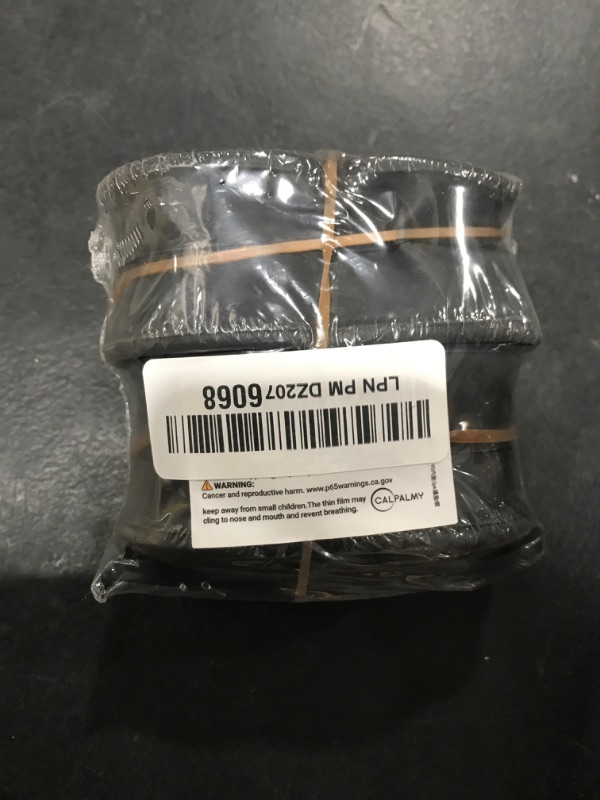 LPN PM DZ2076068
WARNING:
Cancer and reproductive harm. www.p65warnings.ca.gov
keep away from small children.The thin film may
cling to nose and mouth and revent breathing.
CALPALMY